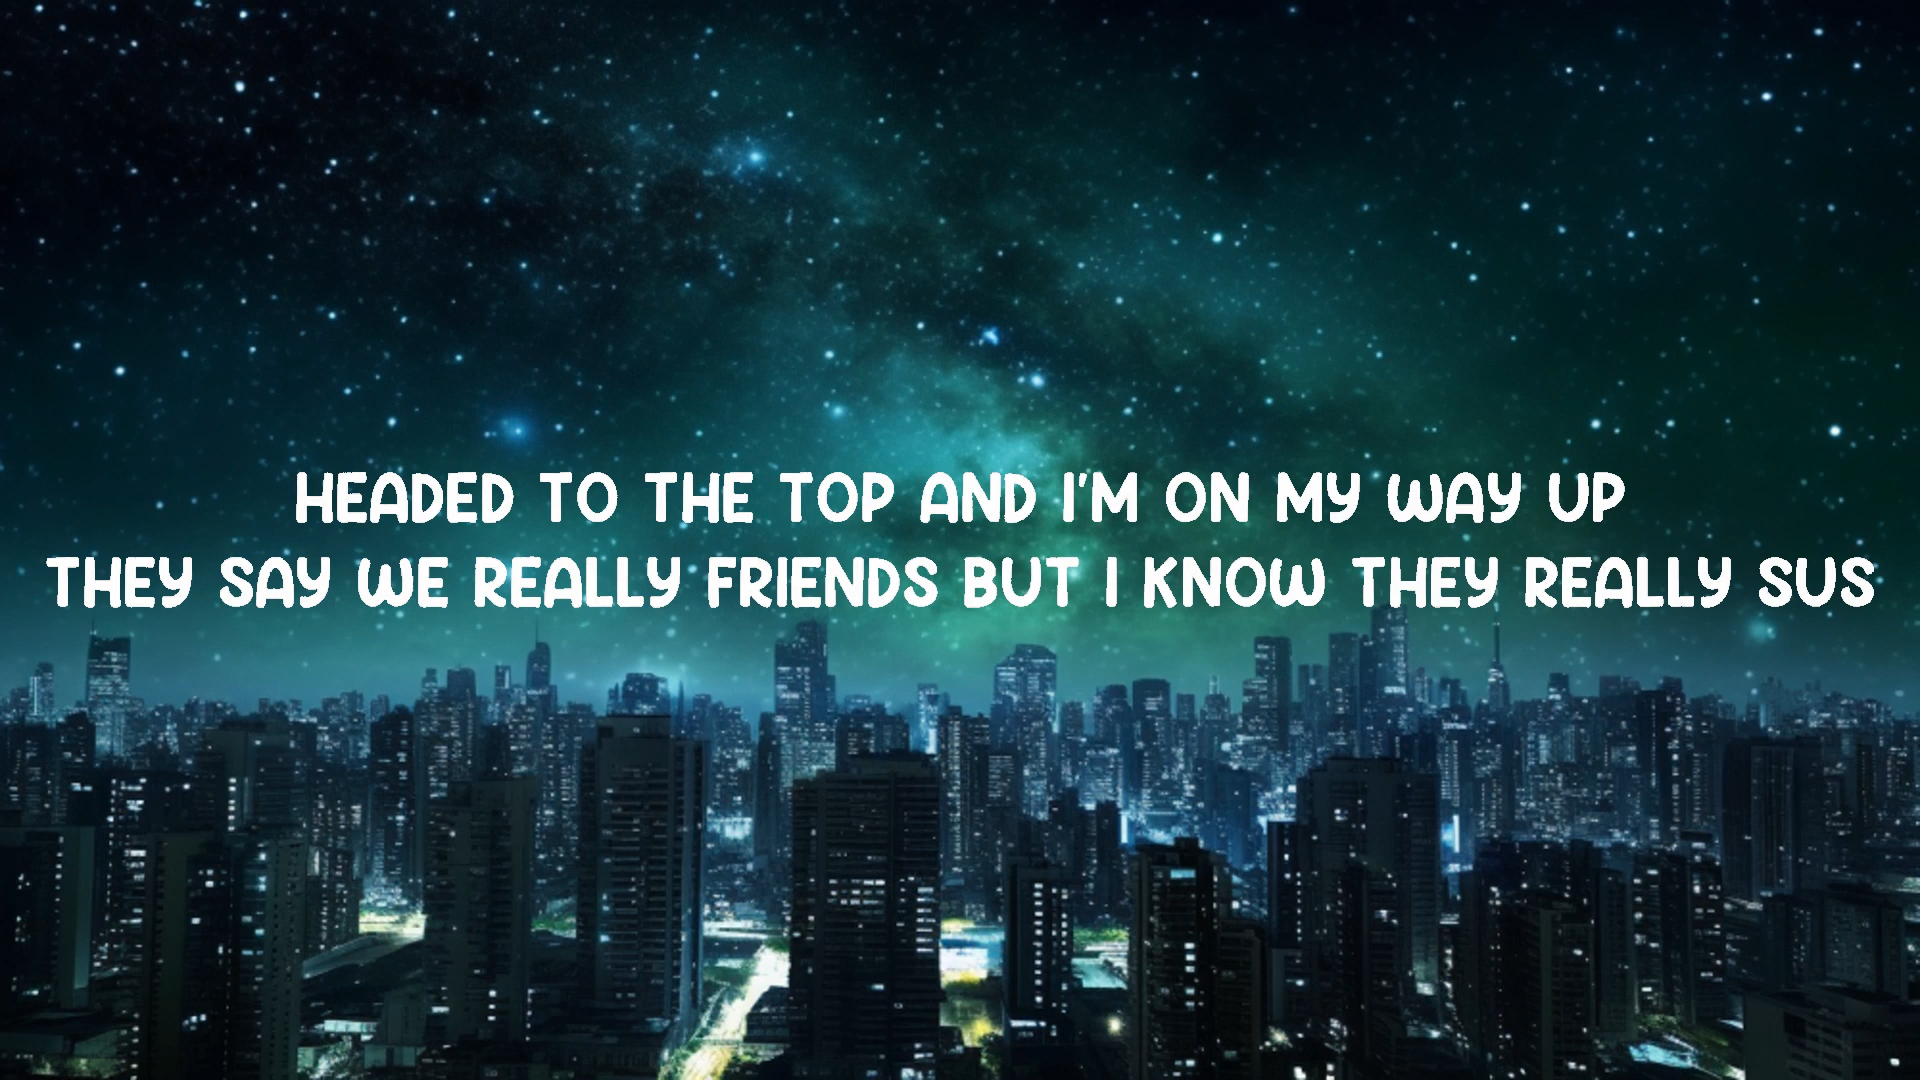 HEADED TO THE TOP AND I'M ON MY WAY UP
THEY SAY WE REALLY FRIENDS BUT I KNOW THEY REALLY SUS